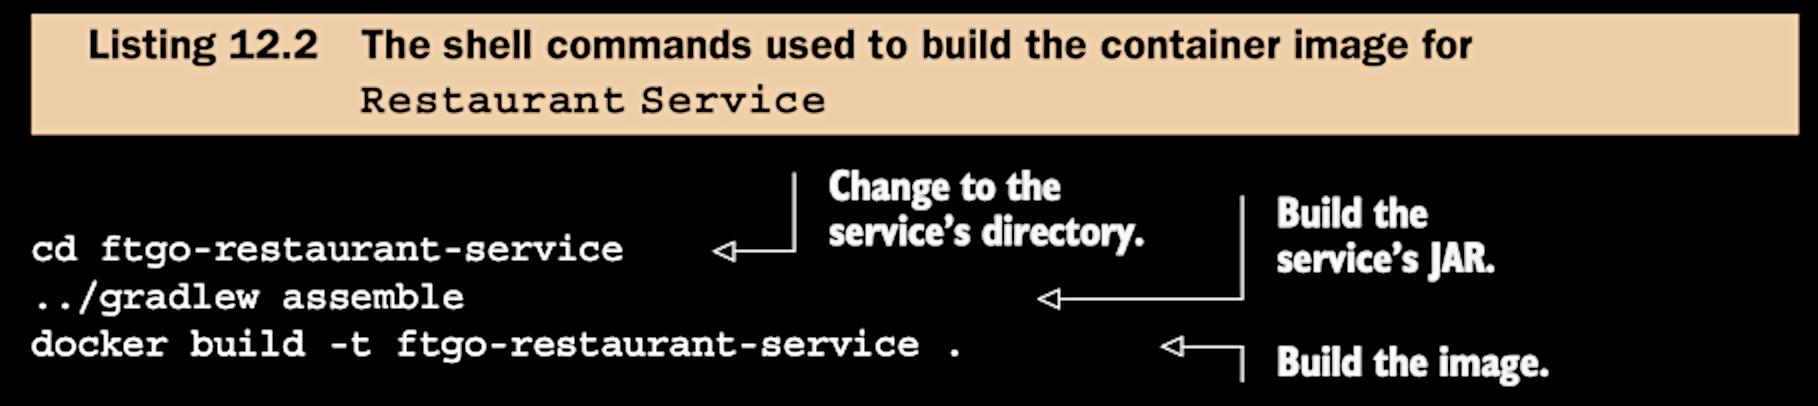 Listing 12.2 The shell commands used to build the container image for
Restaurant Service
Change to the
service's directory.
Build the
service's JAR.
cd ftgo-restaurant-service
../gradlew assemble
docker build -t ftgo-restaurant-service .
Build the image.